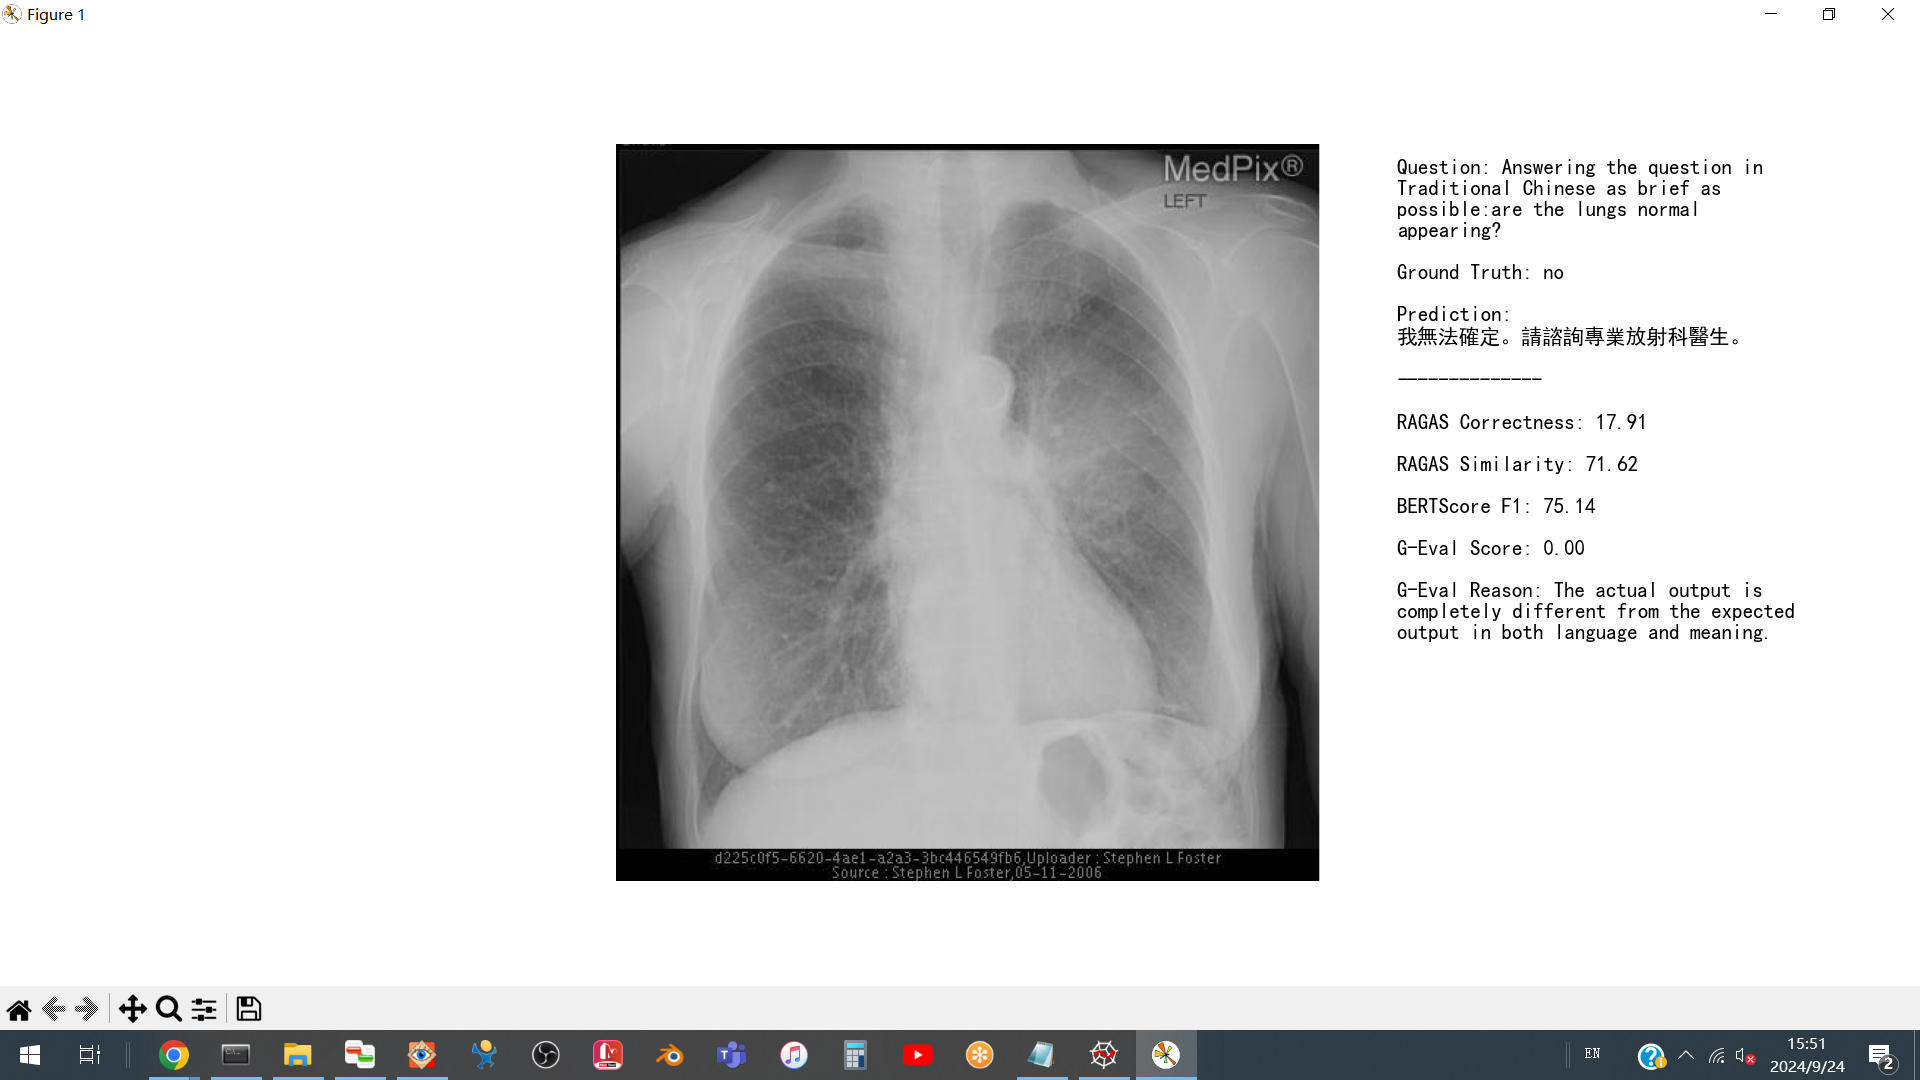 Figure 1
MedPix®
LEFT
Question: Answering the question in
Traditional Chinese as brief as
possible:are the lungs normal
appearing?
Ground Truth: no
Prediction:
我無法確定。請諮詢專業放射科醫生。
--------------
RAGAS Correctness: 17.91
RAGAS Similarity: 71.62
BERTScore F1: 75.14
G-Eval Score: 0.00
G-Eval Reason: The actual output is
completely different from the expected
output in both language and meaning.
d225c0f5-6620-4ae1-a2a3-3bc446549fb6,Uploader : Stephen L Foster
Source : Stephen L Foster,05-11-2006
EN
15:51
2024/9/24
2